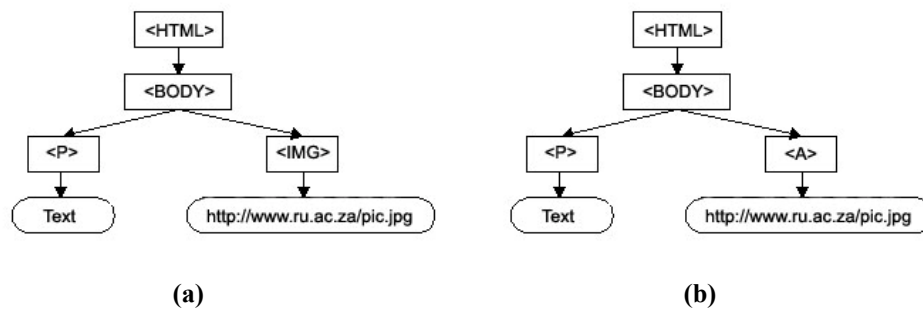 <HTML> <HTML>
<BODY> <BODY>
<P> <IMG> <P> <A>
Text http://www.ru.ac.za/pic.jpg Text http://www.ru.ac.za/pic.jpg
(a) (b)